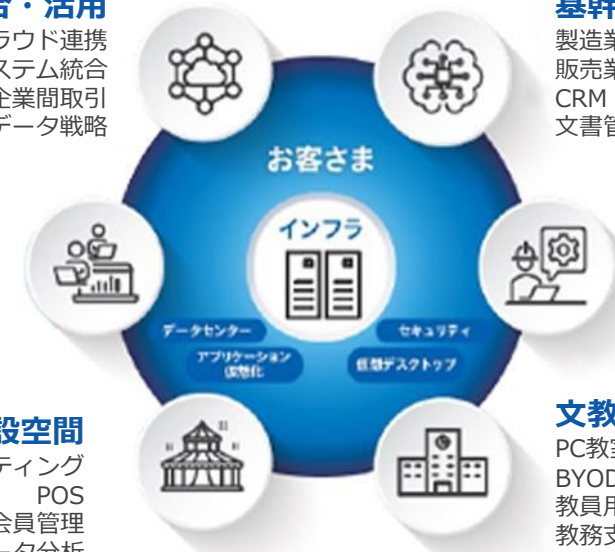 合・活用
ラウド連携
ステム統合
企業間取引
データ戦略
基幹
製造業
販売業
CRM
文書管
お客さま
インフラ
データセンター
セキュリティ
アプリケーション
仮想化
仮想デスクトップ
設空間
ティング
POS
会員管理
ータ分析
文教
PC教室
BYOD
教員用
教務支